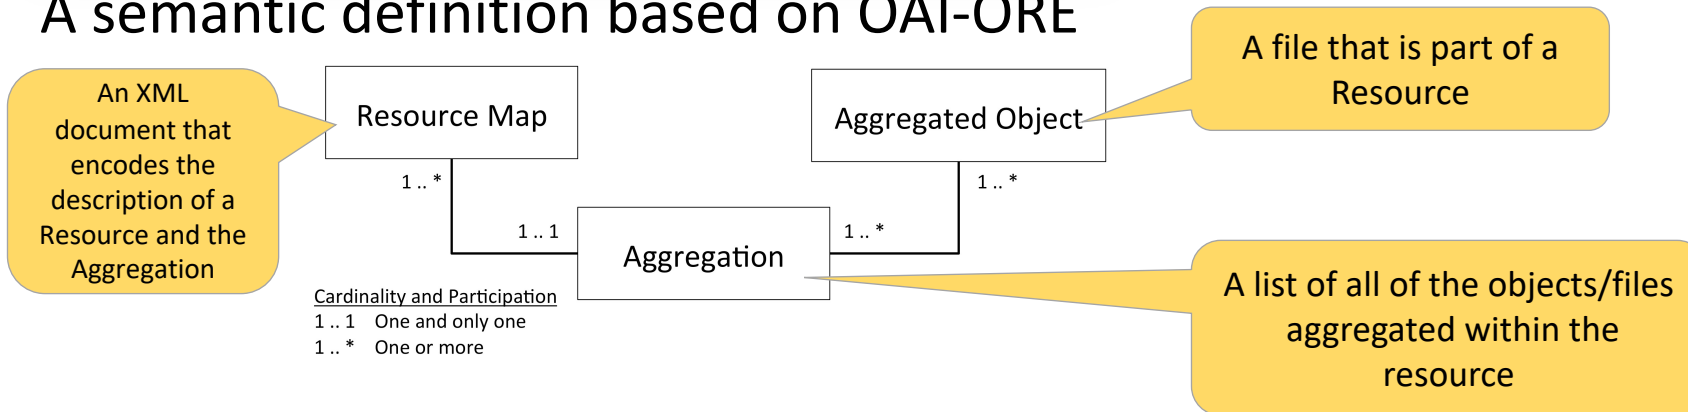 A semantic definition based on OAI-ORE
An XML
document that
encodes the
description of a
Resource and the
Aggregation
Resource Map
Aggregated Object
A file that is part of a
Resource
1 .. *
1 .. *
1 .. 1
1 .. *
Aggregation
Cardinality and Participation
1 .. 1 One and only one
1 .. * One or more
A list of all of the objects/files
aggregated within the
resource